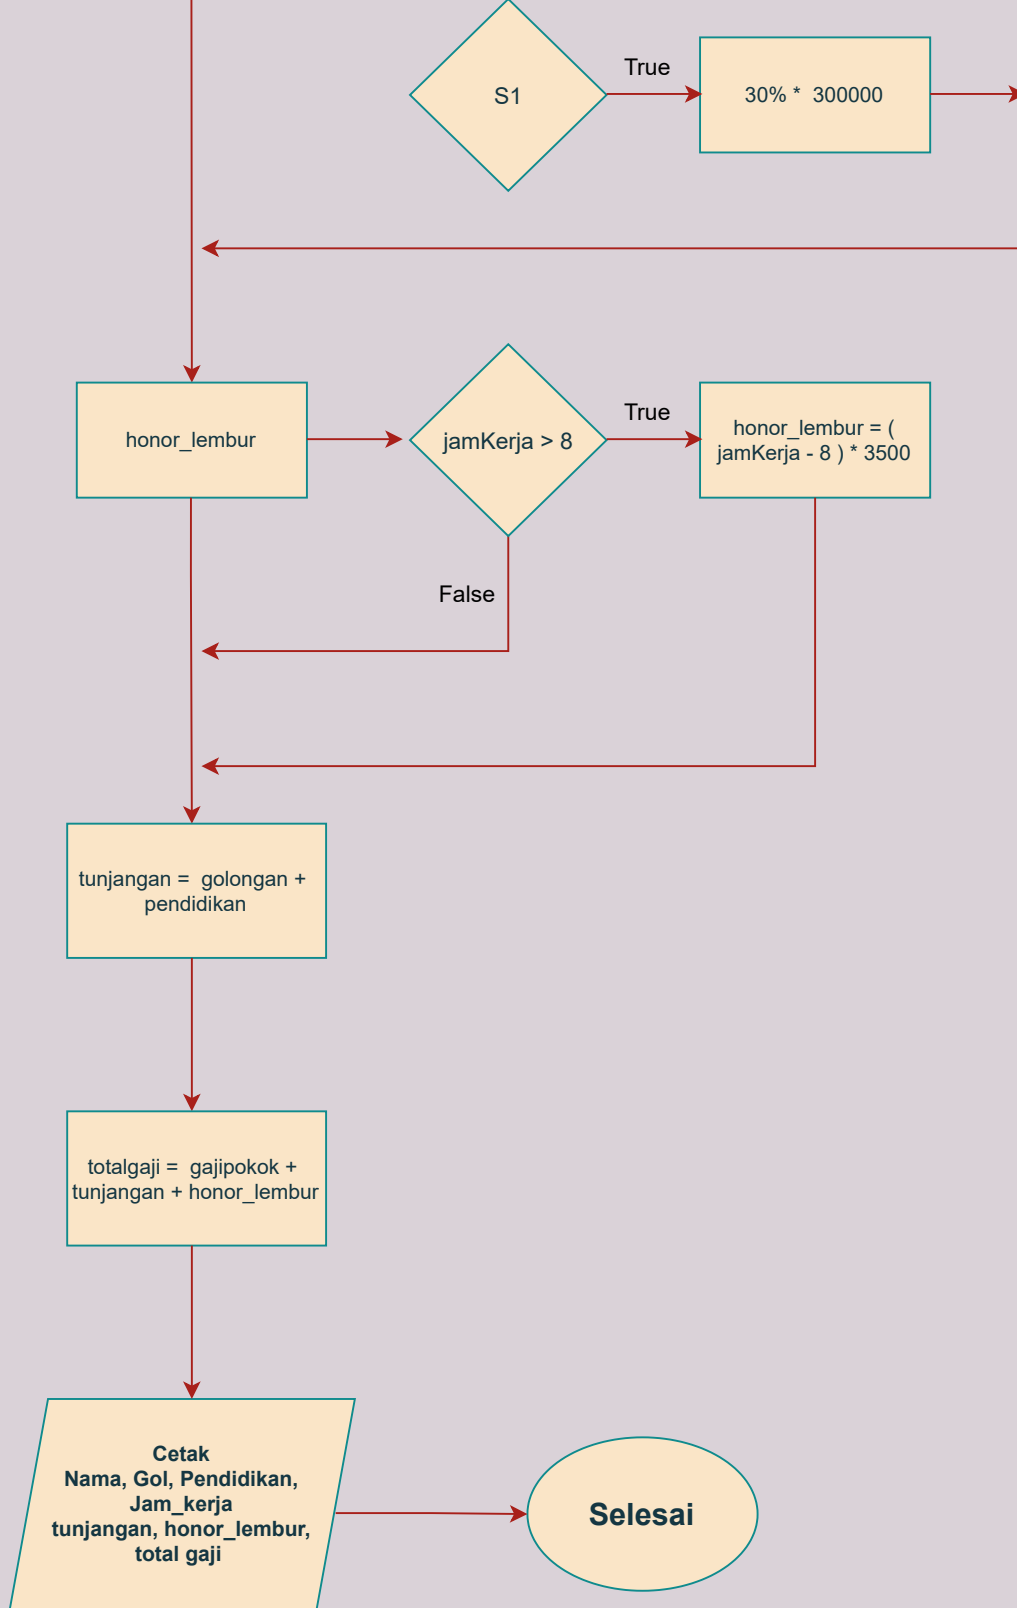 S1
True
30% *  300000
honor_lembur
jamKerja > 8
True
honor_lembur = (
jamKerja - 8 ) * 3500
False
tunjangan =  golongan +
pendidikan
totalgaji =  gajipokok +
tunjangan + honor_lembur
Cetak
Nama, Gol, Pendidikan,
Jam_kerja
tunjangan, honor_lembur,
total gaji
Selesai